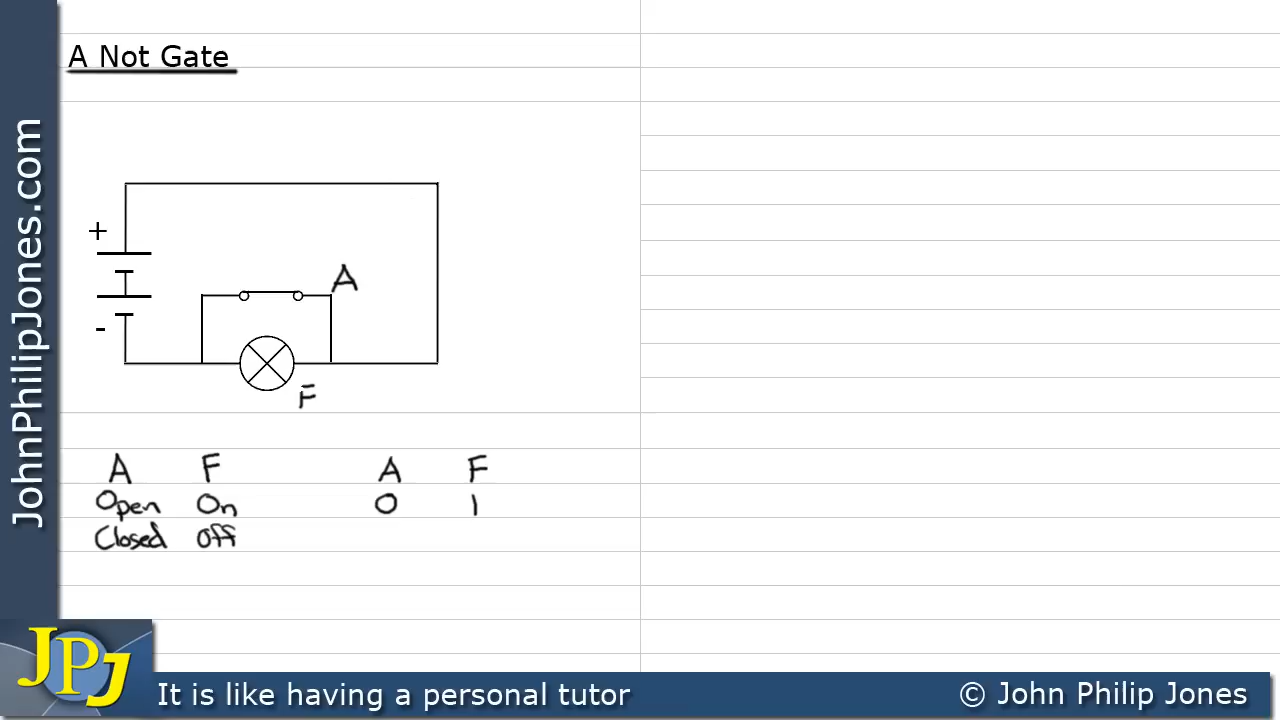 A Not Gate
+
A
-
F
A F A F
Open On 0 1
Closed Off
JohnPhilipJones.com
JPJ
It is like having a personal tutor
© John Philip Jones